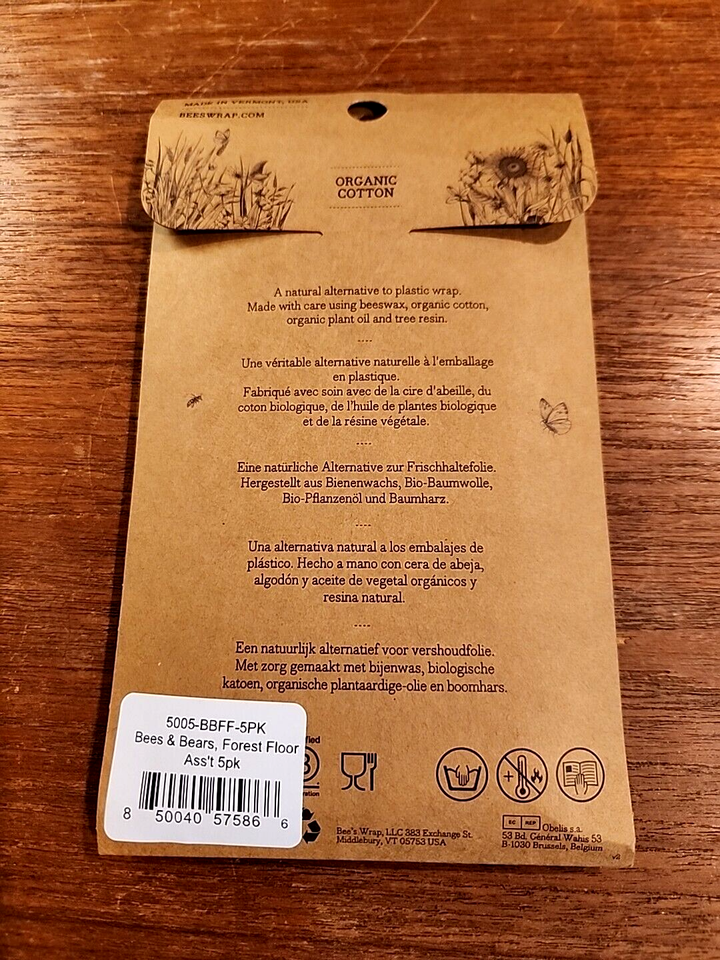 MADE IN VERMONT, USA
BEESWRAP.COM
ORGANIC
COTTON
A natural alternative to plastic wrap.
Made with care using beeswax, organic cotton,
organic plant oil and tree resin.
Une véritable alternative naturelle à l'emballage
en plastique.
Fabriqué avec soin avec de la cire d'abeille, du
coton biologique, de l'huile de plantes biologique
et de la résine végétale.
Eine natürliche Alternative zur Frischhaltefolie.
Hergestellt aus Bienenwachs, Bio-Baumwolle,
Bio-Pflanzenöl und Baumharz.
Una alternativa natural a los embalajes de
plástico. Hecho a mano con cera de abeja,
algodón y aceite de vegetal orgánicos y
resina natural.
Een natuurlijk alternatief voor vershoudfolie.
Met zorg gemaakt met bijenwas, biologische
katoen, organische plantaardige-olie en boomhars.
5005-BBFF-5PK
Bees & Bears, Forest Floor
Ass't 5pk
8 50040 57586 6
Bee's Wrap, LLC 383 Exchange St.
Middlebury, VT 05753 USA
EC REP Obelis s.a.
53 Bd. Général Wahis 53
B-1030 Brussels, Belgium